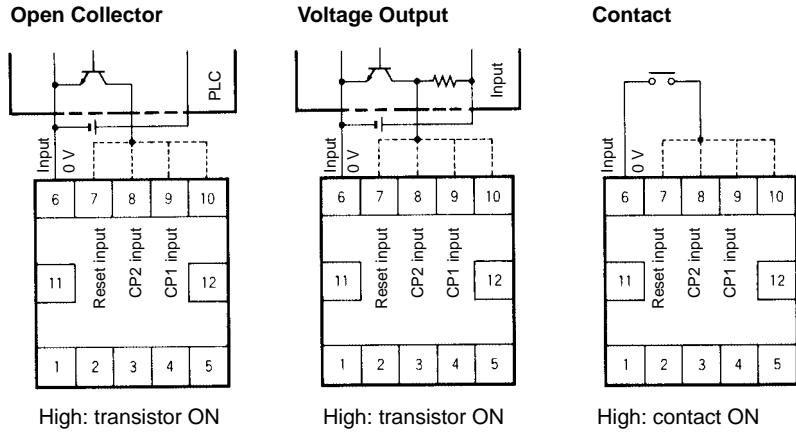 Open Collector
Voltage Output
Contact
PLC
Input
Input
0 V
Input
0 V
Input
0 V
6 7 8 9 10
6 7 8 9 10
6 7 8 9 10
11
Reset input
CP2 input
CP1 input
12
11
Reset input
CP2 input
CP1 input
12
11
Reset input
CP2 input
CP1 input
12
1 2 3 4 5
1 2 3 4 5
1 2 3 4 5
High: transistor ON
High: transistor ON
High: contact ON